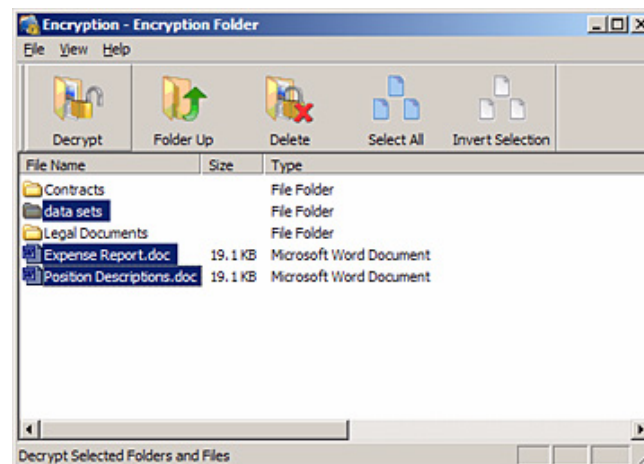 Encryption - Encryption Folder
File View Help
Decrypt Folder Up Delete Select All Invert Selection
File Name Size Type
Contracts File Folder
data sets File Folder
Legal Documents File Folder
Expense Report.doc 19.1 KB Microsoft Word Document
Position Descriptions.doc 19.1 KB Microsoft Word Document
Decrypt Selected Folders and Files